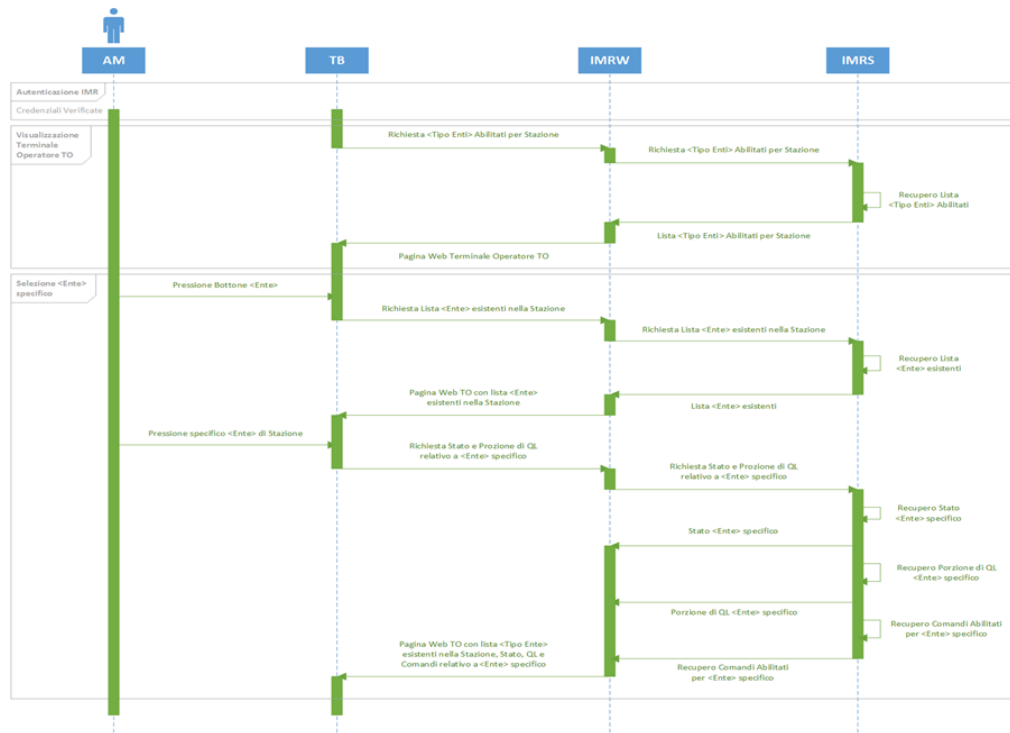 AM
TB
IMRW
IMRS
Autenticazione IMR
Credenziali Verificate
Visualizzazione
Terminale
Operatore TO
Richiesta <Tipo Enti> Abilitati per Stazione
Richiesta <Tipo Enti> Abilitati per Stazione
Recupero Lista
<Tipo Enti> Abilitati
Lista <Tipo Enti> Abilitati per Stazione
Pagina Web Terminale Operatore TO
Selezione <Ente>
specifico
Pressione Bottone <Ente>
Richiesta Lista <Ente> esistenti nella Stazione
Richiesta Lista <Ente> esistenti nella Stazione
Recupero Lista
<Ente> esistenti
Pagina Web TO con lista <Ente>
esistenti nella Stazione
Lista <Ente> esistenti
Pressione specifico <Ente> di Stazione
Richiesta Stato e Prozione di QL
relativo a <Ente> specifico
Richiesta Stato e Prozione di QL
relativo a <Ente> specifico
Recupero Stato
<Ente> specifico
Stato <Ente> specifico
Recupero Porzione di QL
<Ente> specifico
Porzione di QL <Ente> specifico
Recupero Comandi Abilitati
per <Ente> specifico
Pagina Web TO con lista <Tipo Ente>
esistenti nella Stazione, Stato, QL e
Comandi relativo a <Ente> specifico
Recupero Comandi Abilitati
per <Ente> specifico